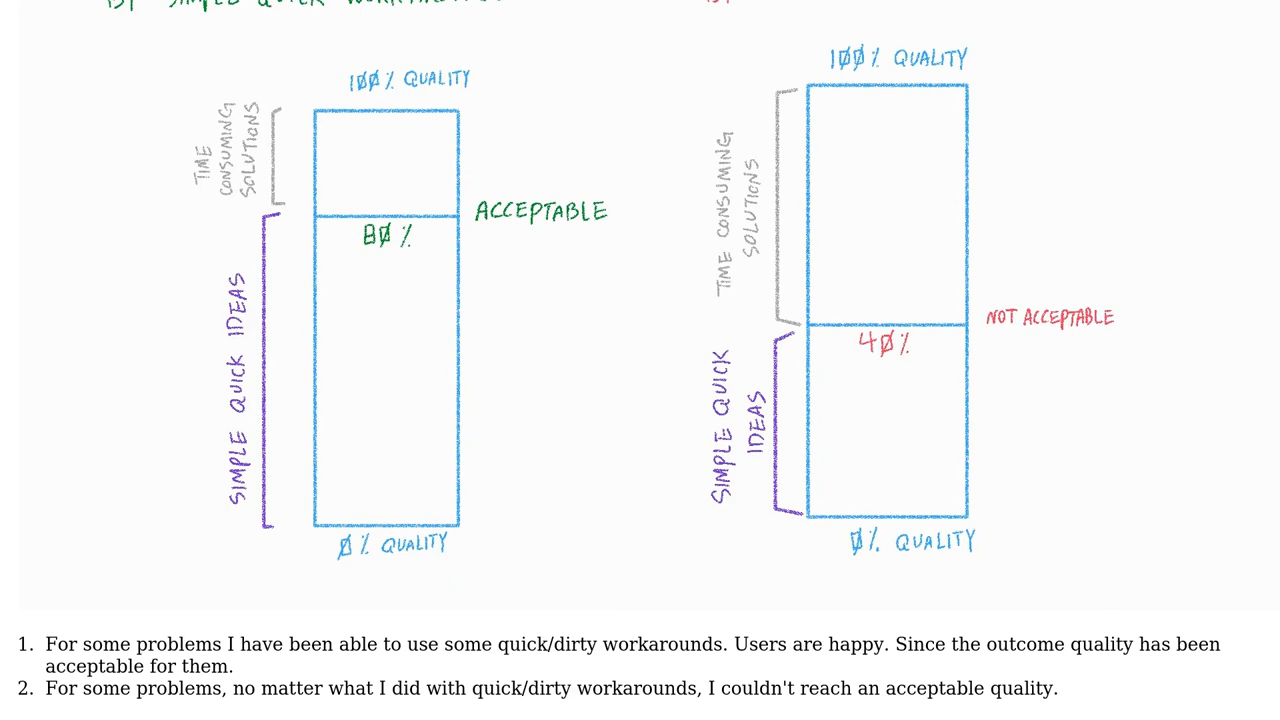 100% QUALITY
TIME
CONSUMING
SOLUTIONS
ACCEPTABLE
80%
SIMPLE QUICK IDEAS
0% QUALITY
100% QUALITY
TIME CONSUMING
SOLUTIONS
NOT ACCEPTABLE
40%
SIMPLE QUICK
IDEAS
0% QUALITY
1. For some problems I have been able to use some quick/dirty workarounds. Users are happy. Since the outcome quality has been
acceptable for them.
2. For some problems, no matter what I did with quick/dirty workarounds, I couldn't reach an acceptable quality.